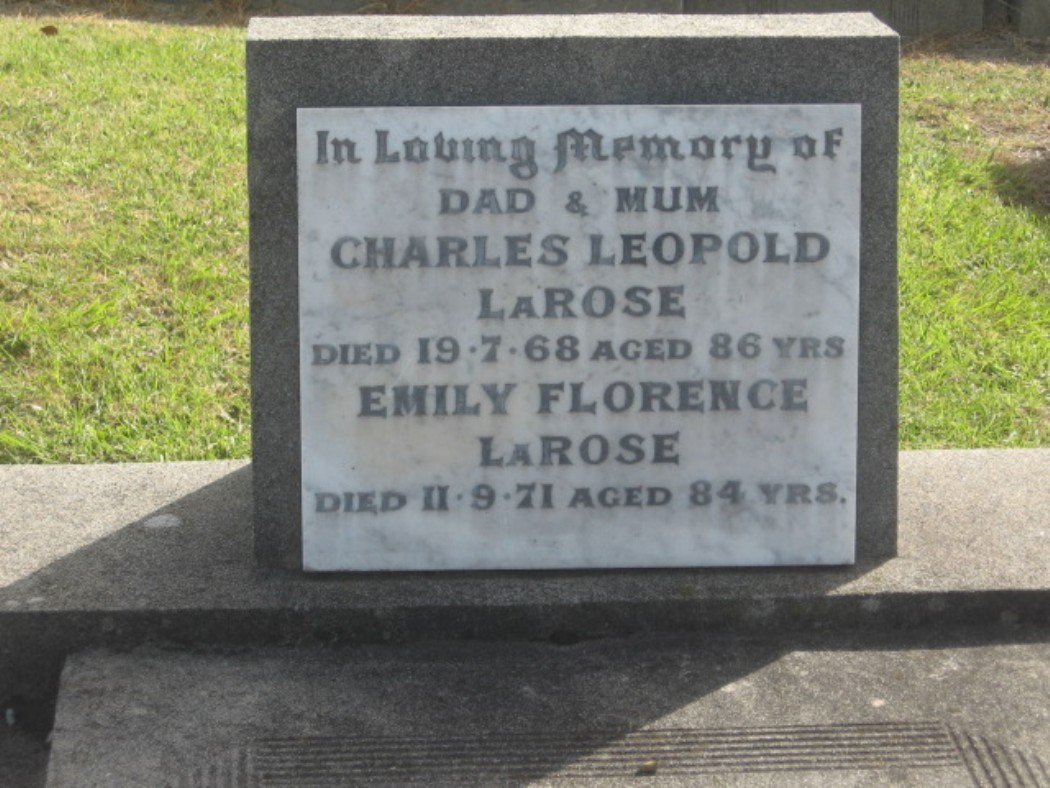 In Loving Memory of
DAD & MUM
CHARLES LEOPOLD
LaROSE
DIED 19·7·68 AGED 86 YRS
EMILY FLORENCE
LaROSE
DIED 11·9·71 AGED 84 YRS.